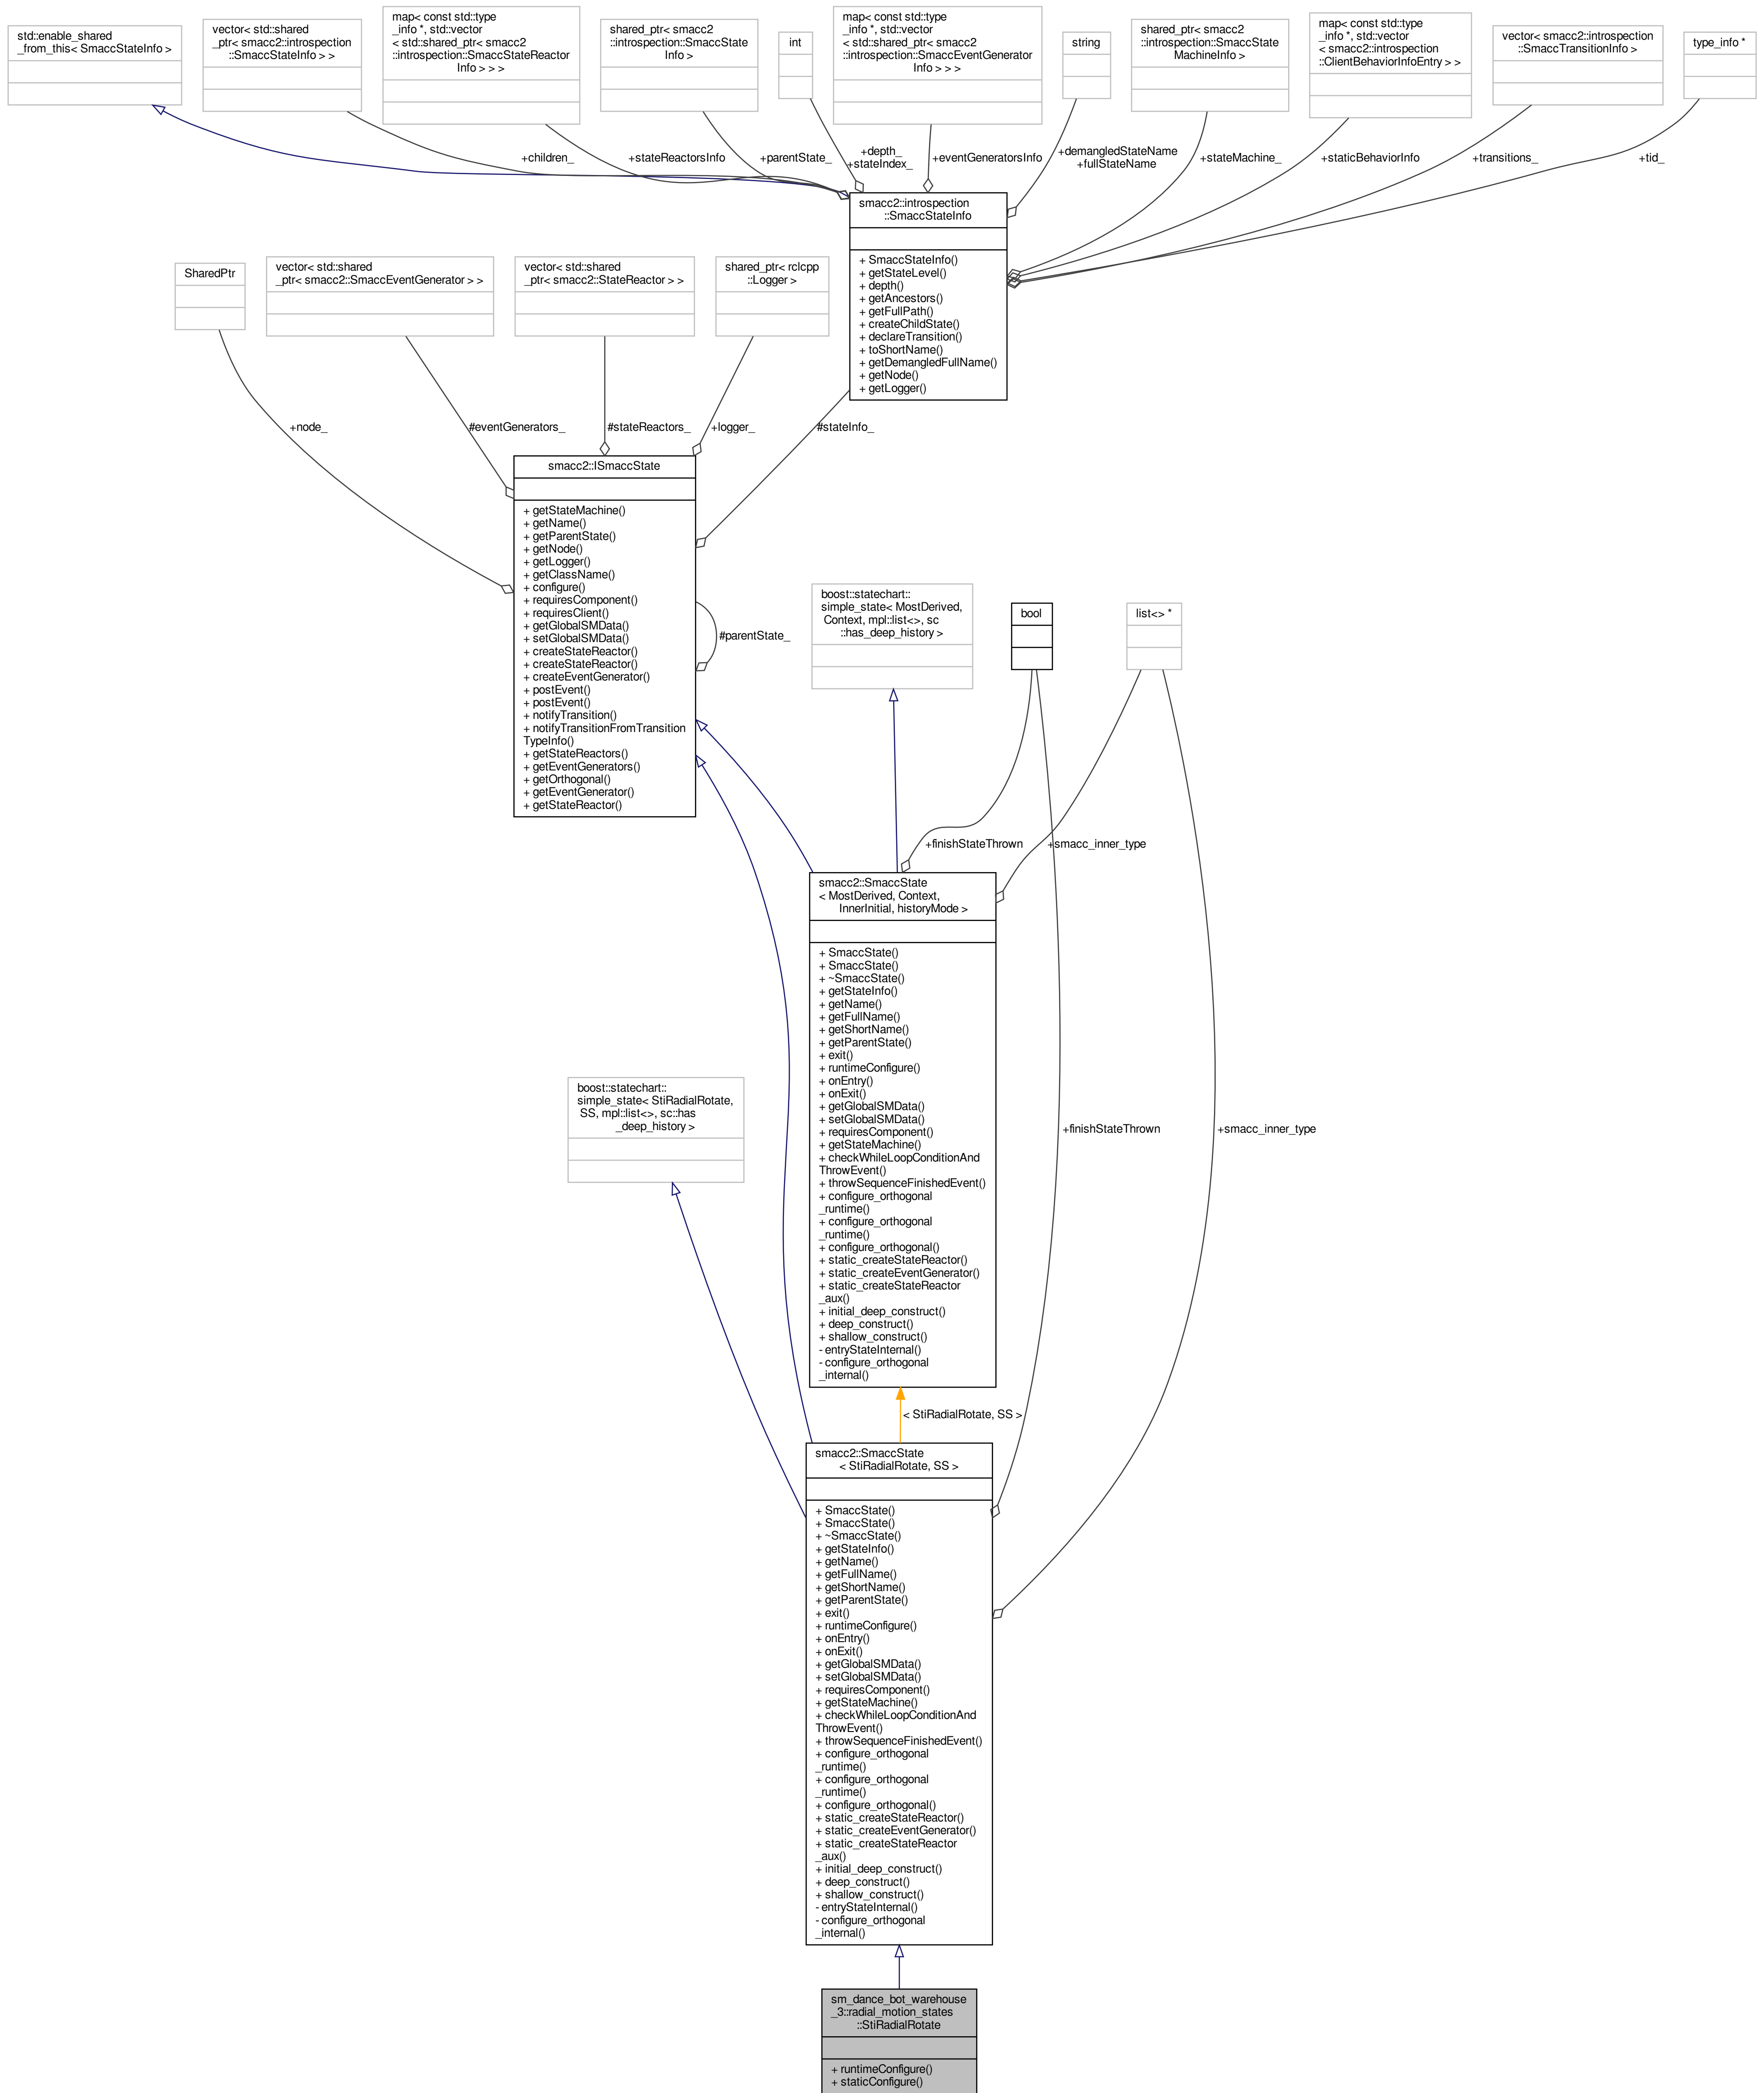 std::enable_shared
_from_this< SmaccStateInfo >
vector< std::shared
_ptr< smacc2::introspection
::SmaccStateInfo > >
map< const std::type
_info *, std::vector
< std::shared_ptr< smacc2
::introspection::SmaccStateReactor
Info > > >
shared_ptr< smacc2
::introspection::SmaccState
Info >
int
map< const std::type
_info *, std::vector
< std::shared_ptr< smacc2
::introspection::SmaccEventGenerator
Info > > >
string
shared_ptr< smacc2
::introspection::SmaccState
MachineInfo >
map< const std::type
_info *, std::vector
< smacc2::introspection
::ClientBehaviorInfoEntry > >
vector< smacc2::introspection
::SmaccTransitionInfo >
type_info *
+children_
+stateReactorsInfo
+parentState_
+depth_
+stateIndex_
+eventGeneratorsInfo
+demangledStateName
+fullStateName
+stateMachine_
+staticBehaviorInfo
+transitions_
+tid_
smacc2::introspection
::SmaccStateInfo
+ SmaccStateInfo()
+ getStateLevel()
+ depth()
+ getAncestors()
+ getFullPath()
+ createChildState()
+ declareTransition()
+ toShortName()
+ getDemangledFullName()
+ getNode()
+ getLogger()
SharedPtr
vector< std::shared
_ptr< smacc2::SmaccEventGenerator > >
vector< std::shared
_ptr< smacc2::StateReactor > >
shared_ptr< rclcpp
::Logger >
+node_
#eventGenerators_
#stateReactors_
+logger_
#stateInfo_
smacc2::ISmaccState
+ getStateMachine()
+ getName()
+ getParentState()
+ getNode()
+ getLogger()
+ getClassName()
+ configure()
+ requiresComponent()
+ requiresClient()
+ getGlobalSMData()
+ setGlobalSMData()
+ createStateReactor()
+ createStateReactor()
+ createEventGenerator()
+ postEvent()
+ postEvent()
+ notifyTransition()
+ notifyTransitionFromTransition
TypeInfo()
+ getStateReactors()
+ getEventGenerators()
+ getOrthogonal()
+ getEventGenerator()
+ getStateReactor()
#parentState_
boost::statechart::
simple_state< MostDerived,
Context, mpl::list<>, sc
::has_deep_history >
bool
list<> *
+finishStateThrown
+smacc_inner_type
smacc2::SmaccState
< MostDerived, Context,
InnerInitial, historyMode >
+ SmaccState()
+ SmaccState()
+ ~SmaccState()
+ getStateInfo()
+ getName()
+ getFullName()
+ getShortName()
+ getParentState()
+ exit()
+ runtimeConfigure()
+ onEntry()
+ onExit()
+ getGlobalSMData()
+ setGlobalSMData()
+ requiresComponent()
+ getStateMachine()
+ checkWhileLoopConditionAnd
ThrowEvent()
+ throwSequenceFinishedEvent()
+ configure_orthogonal
_runtime()
+ configure_orthogonal
_runtime()
+ configure_orthogonal()
+ static_createStateReactor()
+ static_createEventGenerator()
+ static_createStateReactor
_aux()
+ initial_deep_construct()
+ deep_construct()
+ shallow_construct()
- entryStateInternal()
- configure_orthogonal
_internal()
boost::statechart::
simple_state< StiRadialRotate,
SS, mpl::list<>, sc::has
_deep_history >
+finishStateThrown
+smacc_inner_type
< StiRadialRotate, SS >
smacc2::SmaccState
< StiRadialRotate, SS >
+ SmaccState()
+ SmaccState()
+ ~SmaccState()
+ getStateInfo()
+ getName()
+ getFullName()
+ getShortName()
+ getParentState()
+ exit()
+ runtimeConfigure()
+ onEntry()
+ onExit()
+ getGlobalSMData()
+ setGlobalSMData()
+ requiresComponent()
+ getStateMachine()
+ checkWhileLoopConditionAnd
ThrowEvent()
+ throwSequenceFinishedEvent()
+ configure_orthogonal
_runtime()
+ configure_orthogonal
_runtime()
+ configure_orthogonal()
+ static_createStateReactor()
+ static_createEventGenerator()
+ static_createStateReactor
_aux()
+ initial_deep_construct()
+ deep_construct()
+ shallow_construct()
- entryStateInternal()
- configure_orthogonal
_internal()
sm_dance_bot_warehouse
_3::radial_motion_states
::StiRadialRotate
+ runtimeConfigure()
+ staticConfigure()